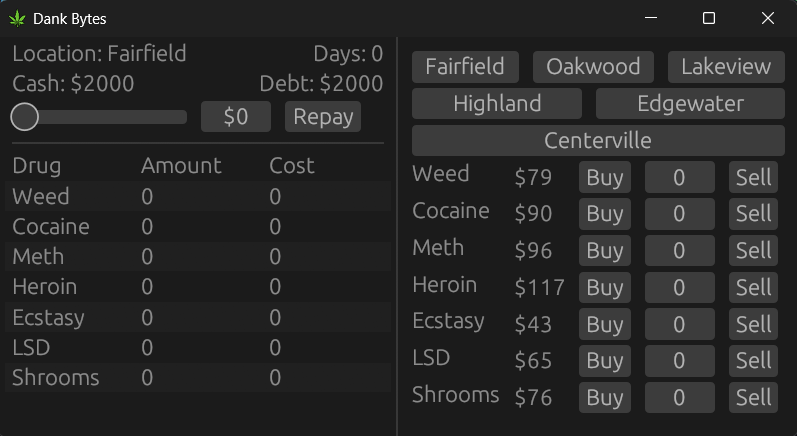 Dank Bytes
Location: Fairfield Days: 0
Cash: $2000 Debt: $2000
$0 Repay
Drug Amount Cost
Weed 0 0
Cocaine 0 0
Meth 0 0
Heroin 0 0
Ecstasy 0 0
LSD 0 0
Shrooms 0 0
Fairfield Oakwood Lakeview
Highland Edgewater
Centerville
Weed $79 Buy 0 Sell
Cocaine $90 Buy 0 Sell
Meth $96 Buy 0 Sell
Heroin $117 Buy 0 Sell
Ecstasy $43 Buy 0 Sell
LSD $65 Buy 0 Sell
Shrooms $76 Buy 0 Sell